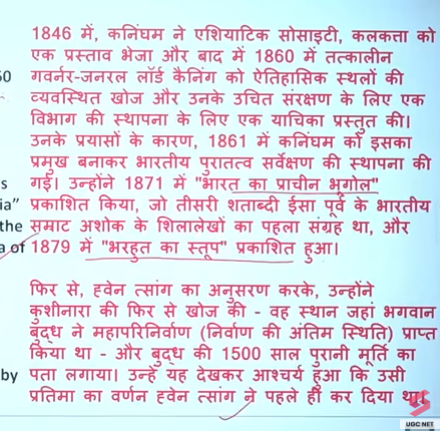 1846 में, कनिंघम ने एशियाटिक सोसाइटी, कलकत्ता को
एक प्रस्ताव भेजा और बाद में 1860 में तत्कालीन
50 गवर्नर-जनरल लॉर्ड कैनिंग को ऐतिहासिक स्थलों की
व्यवस्थित खोज और उनके उचित संरक्षण के लिए एक
विभाग की स्थापना के लिए एक याचिका प्रस्तुत की।
उनके प्रयासों के कारण, 1861 में कनिंघम को इसका
प्रमुख बनाकर भारतीय पुरातत्व सर्वेक्षण की स्थापना की
s गई। उन्होंने 1871 में "भारत का प्राचीन भूगोल"
ia” प्रकाशित किया, जो तीसरी शताब्दी ईसा पूर्व के भारतीय
the सम्राट अशोक के शिलालेखों का पहला संग्रह था, और
a of 1879 में "भरहुत का स्तूप" प्रकाशित हुआ।
फिर से, ह्वेन त्सांग का अनुसरण करके, उन्होंने
कुशीनारा की फिर से खोज की - वह स्थान जहां भगवान
बुद्ध ने महापरिनिर्वाण (निर्वाण की अंतिम स्थिति) प्राप्त
किया था - और बुद्ध की 1500 साल पुरानी मूर्ति का
by पता लगाया। उन्हें यह देखकर आश्चर्य हुआ कि उसी
प्रतिमा का वर्णन ह्वेन त्सांग ने पहले ही कर दिया था।
UGC NET